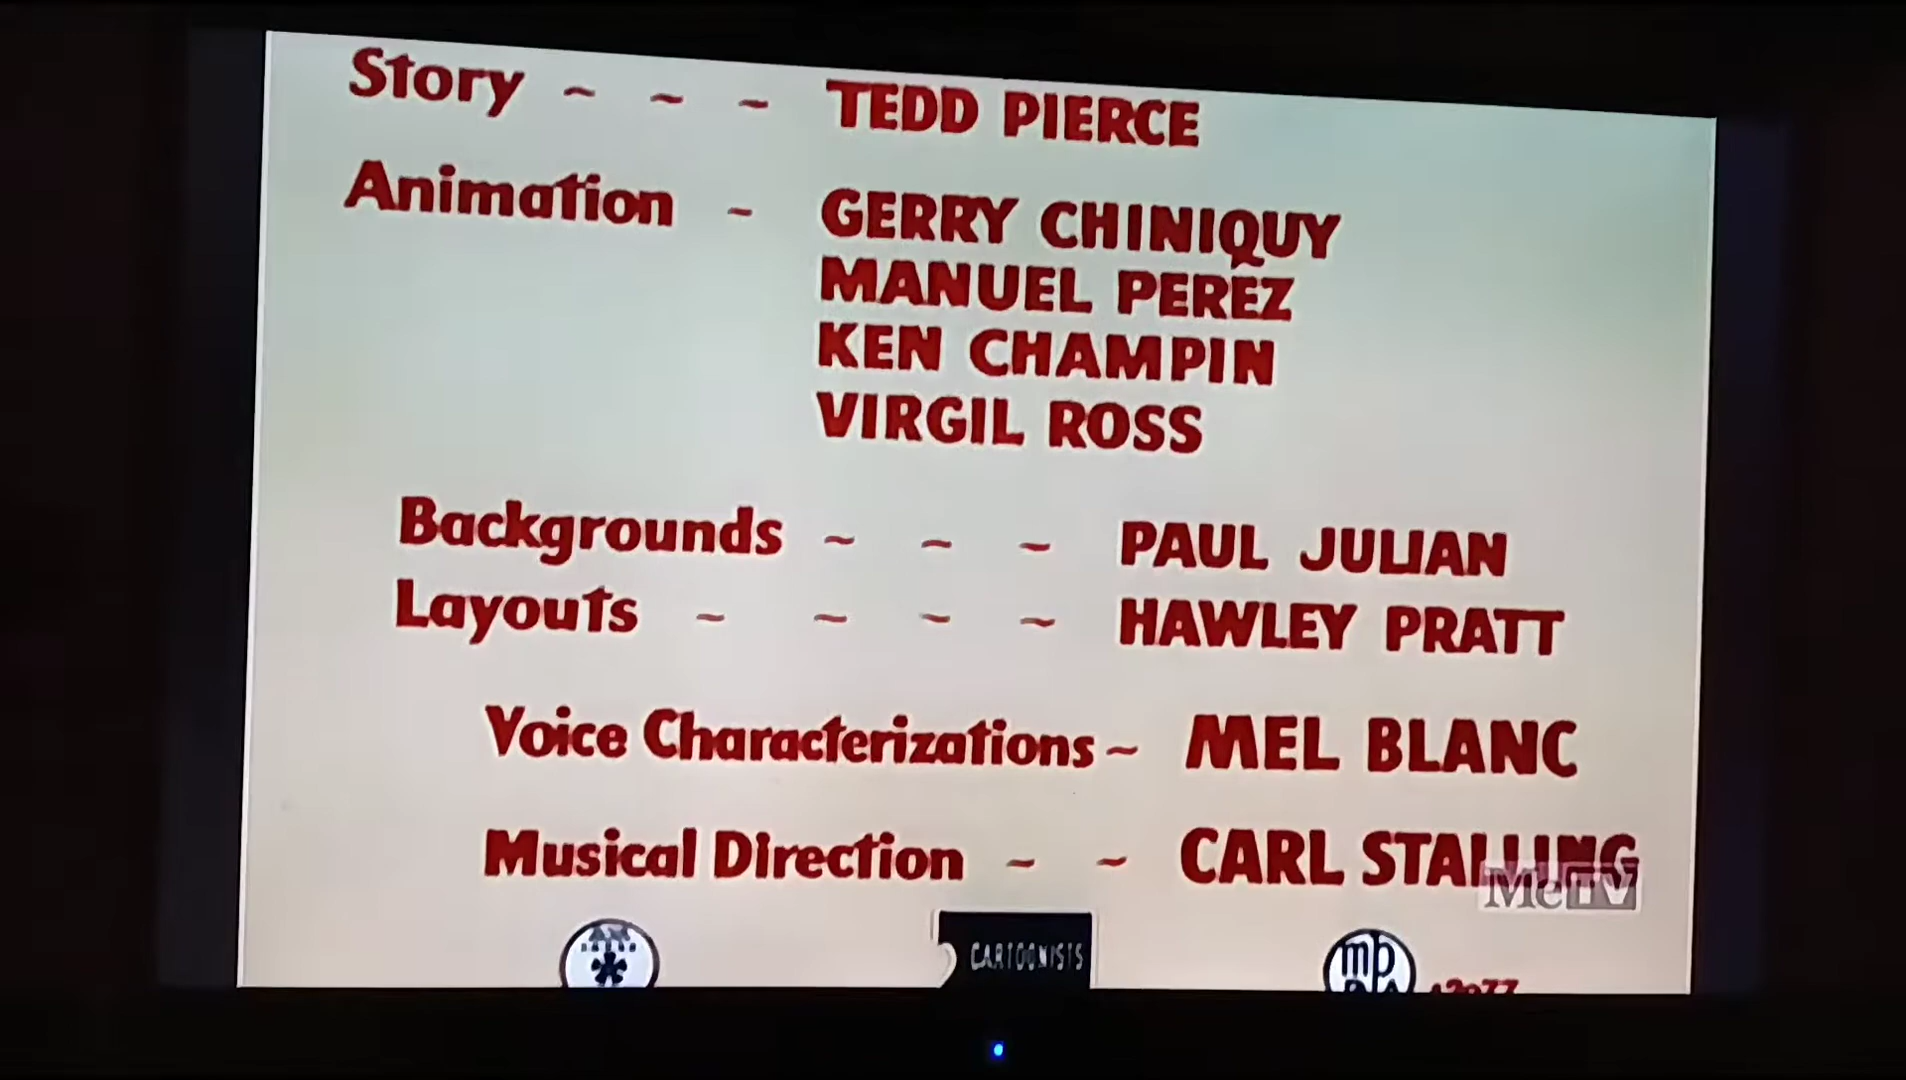 Story ~ ~ ~ TEDD PIERCE
Animation ~ GERRY CHINIQUY
MANUEL PEREZ
KEN CHAMPIN
VIRGIL ROSS
Backgrounds ~ ~ ~ PAUL JULIAN
Layouts ~ ~ ~ ~ HAWLEY PRATT
Voice Characterizations ~ MEL BLANC
Musical Direction ~ ~ CARL STALLING
MeTV
CARTOONISTS
mp